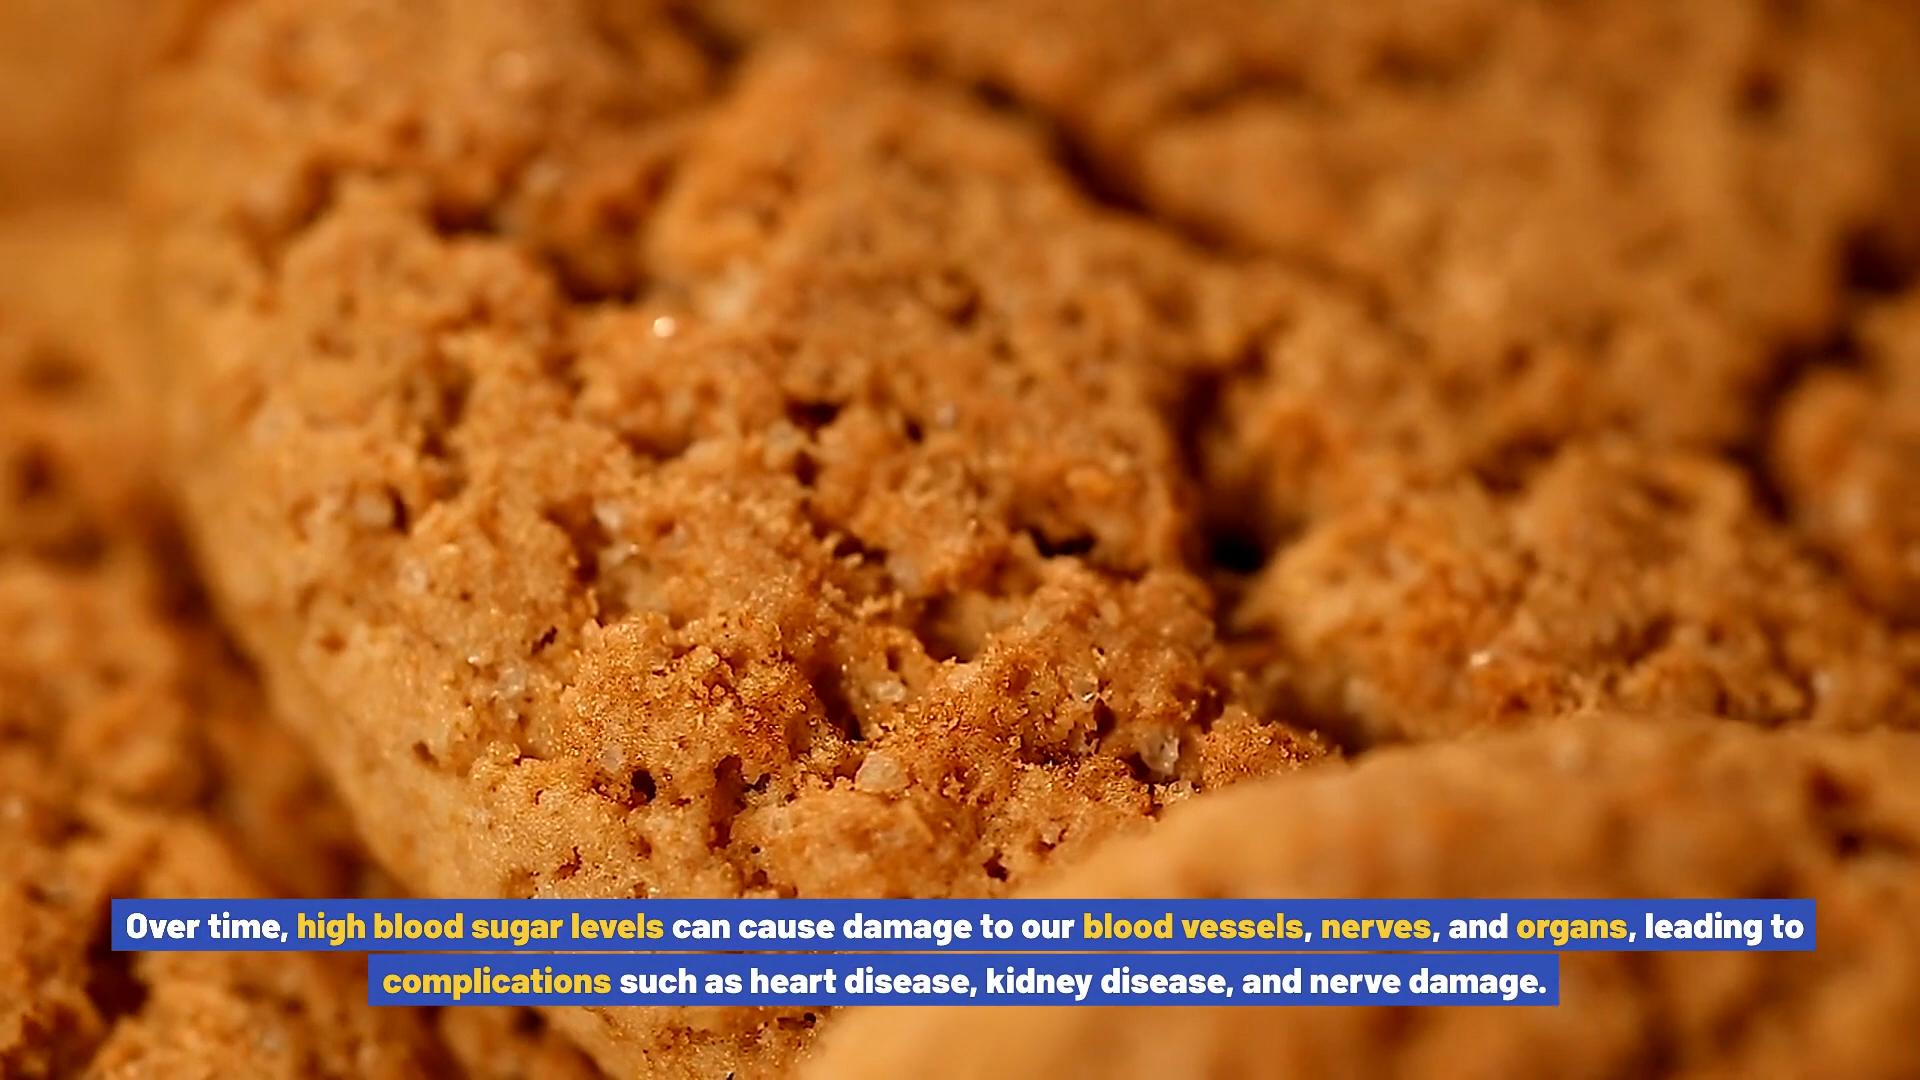 Over time, high blood sugar levels can cause damage to our blood vessels, nerves, and organs, leading to
complications such as heart disease, kidney disease, and nerve damage.